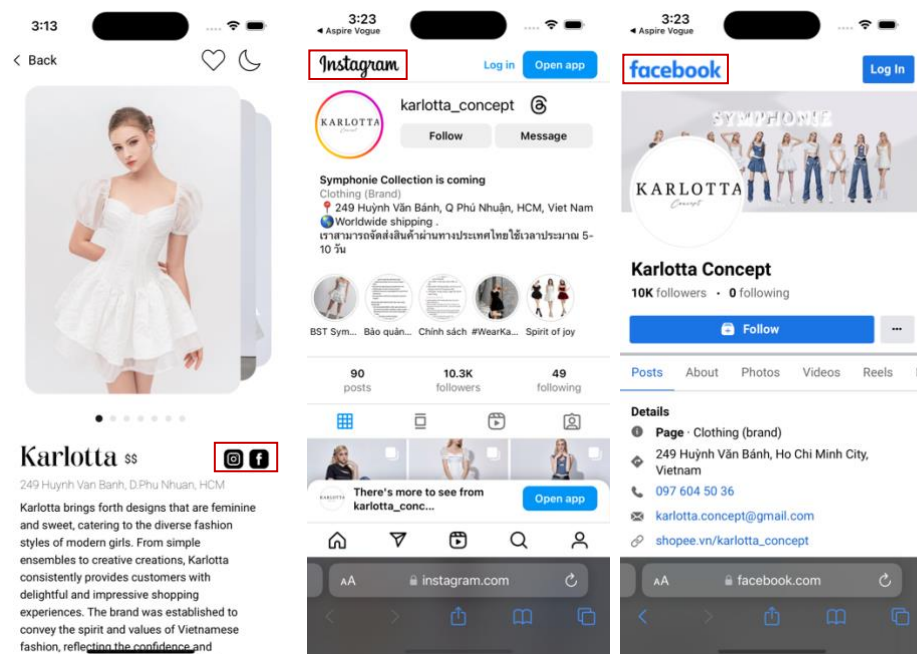 3:13
Back
Karlotta $$
249 Huynh Van Banh, D.Phu Nhuan, HCM
Karlotta brings forth designs that are feminine
and sweet, catering to the diverse fashion
styles of modern girls. From simple
ensembles to creative creations, Karlotta
consistently provides customers with
delightful and impressive shopping
experiences. The brand was established to
convey the spirit and values of Vietnamese
fashion, reflecting the confidence and
3:23
Aspire Vogue
Instagram
Log in
Open app
KARLOTTA
Concept
karlotta_concept
Follow
Message
Symphonie Collection is coming
Clothing (Brand)
📍 249 Huỳnh Văn Bánh, Q Phú Nhuận, HCM, Viet Nam
🌏Worldwide shipping .
เราสามารถจัดส่งสินค้าผ่านทางประเทศไทยใช้เวลาประมาณ 5-
10 วัน
BST Sym... Bảo quản... Chính sách #WearKa... Spirit of joy
90 10.3K 49
posts followers following
There's more to see from
karlotta_conc...
Open app
AA instagram.com
3:23
Aspire Vogue
facebook
Log In
SYMPHONIE
KARLOTTA
Concept
Karlotta Concept
10K followers · 0 following
Follow
Posts About Photos Videos Reels
Details
Page · Clothing (brand)
249 Huỳnh Văn Bánh, Ho Chi Minh City,
Vietnam
097 604 50 36
karlotta.concept@gmail.com
shopee.vn/karlotta_concept
AA facebook.com